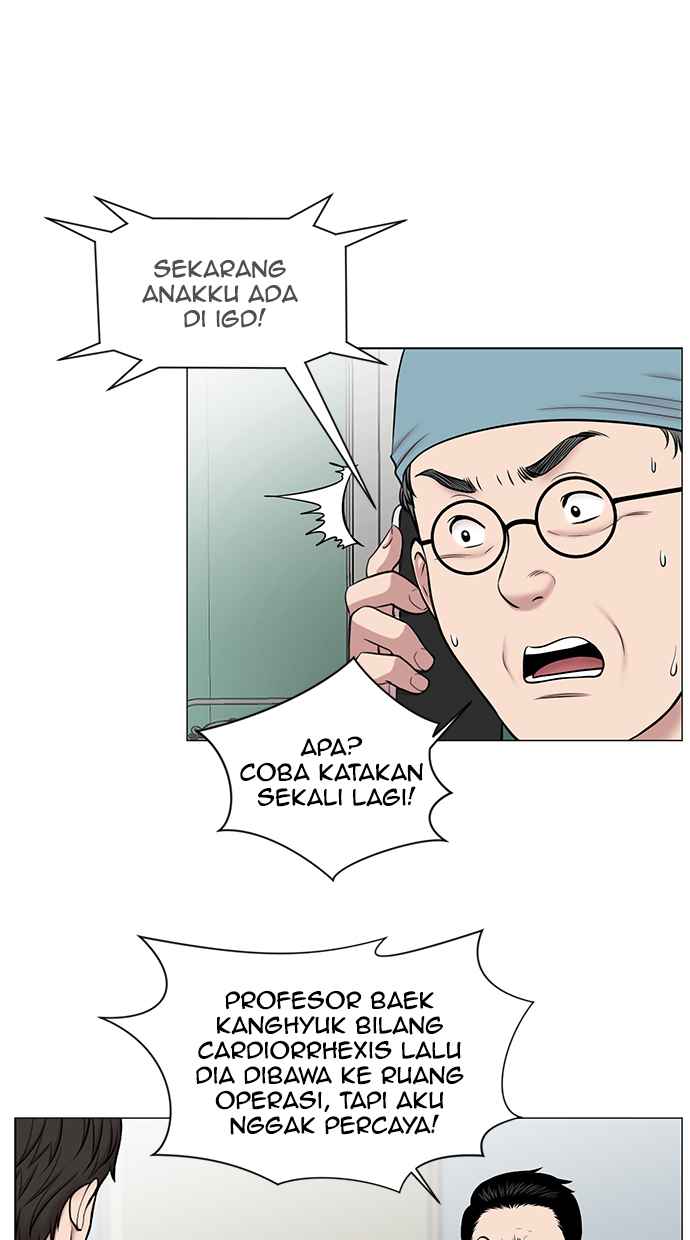 SEKARANG
ANAKKU ADA
DI IGD!
APA?
COBA KATAKAN
SEKALI LAGI!
PROFESOR BAEK
KANGHYUK BILANG
CARDIORRHEXIS LALU
DIA DIBAWA KE RUANG
OPERASI, TAPI AKU
NGGAK PERCAYA!